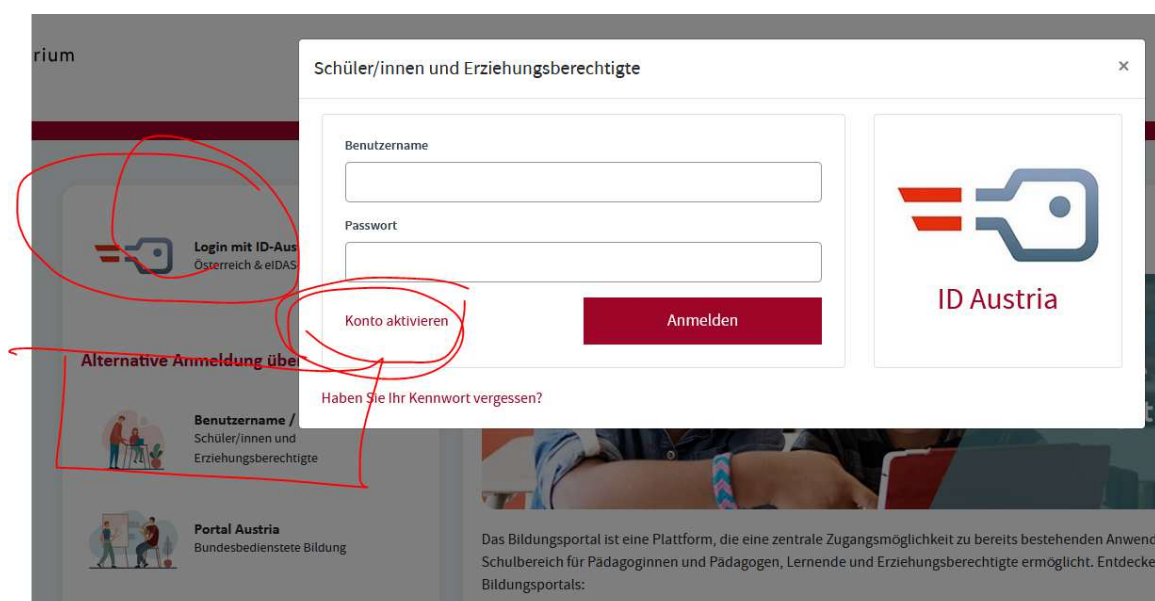 rium
Schüler/innen und Erziehungsberechtigte
×
Benutzername
Passwort
Konto aktivieren
Anmelden
ID Austria
Haben Sie Ihr Kennwort vergessen?
Login mit ID-Aus
Österreich & eIDAS
Alternative Anmeldung übe
Benutzername /
Schüler/innen und
Erziehungsberechtigte
Portal Austria
Bundesbedienstete Bildung
Das Bildungsportal ist eine Plattform, die eine zentrale Zugangsmöglichkeit zu bereits bestehenden Anwend
Schulbereich für Pädagoginnen und Pädagogen, Lernende und Erziehungsberechtigte ermöglicht. Entdecke
Bildungsportals: